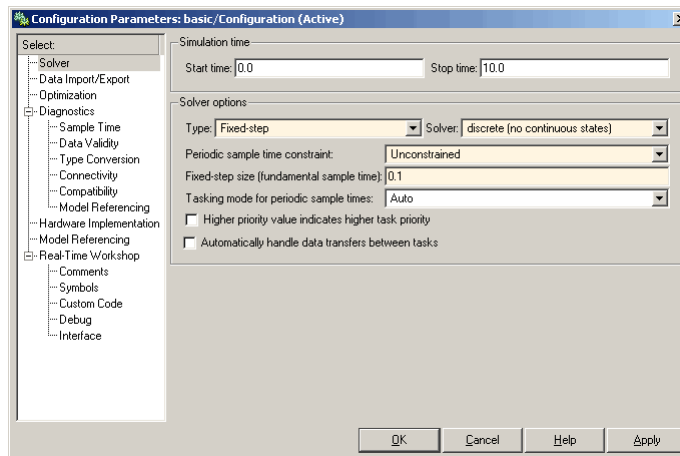 Configuration Parameters: basic/Configuration (Active)
Select:
Solver
Data Import/Export
Optimization
Diagnostics
Sample Time
Data Validity
Type Conversion
Connectivity
Compatibility
Model Referencing
Hardware Implementation
Model Referencing
Real-Time Workshop
Comments
Symbols
Custom Code
Debug
Interface
Simulation time
Start time: 0.0 Stop time: 10.0
Solver options
Type: Fixed-step Solver: discrete (no continuous states)
Periodic sample time constraint: Unconstrained
Fixed-step size (fundamental sample time): 0.1
Tasking mode for periodic sample times: Auto
Higher priority value indicates higher task priority
Automatically handle data transfers between tasks
OK Cancel Help Apply